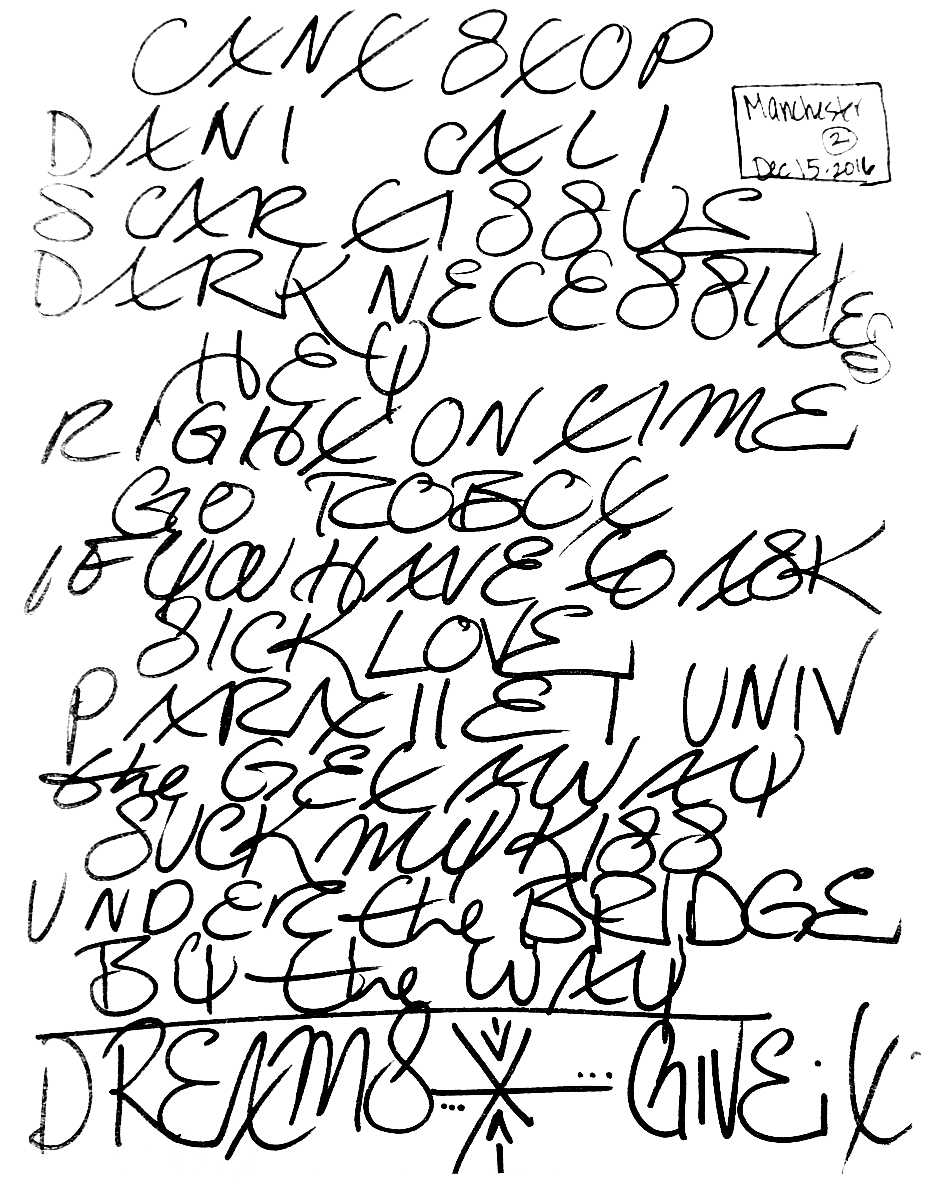 CANT STOP
Manchester
2
Dec 15.2016
DANI CALI
SCAR TISSUE
DARK NECESSITIES
HEY
RIGHT ON TIME
GO ROBOT
IF YOU HAVE to ASK
SICK LOVE
PARALLEL UNIV
the GETAWAY
SUCK MY KISS
UNDER the BRIDGE
BY the WAY
DREAMS GIVE it